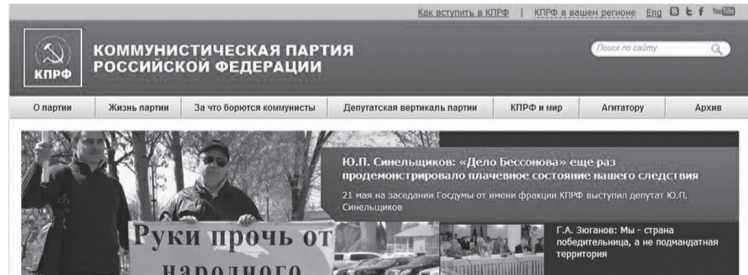 Как вступить в КПРФ | КПРФ в вашем регионе Eng
You Tube
КПРФ
КОММУНИСТИЧЕСКАЯ ПАРТИЯ
РОССИЙСКОЙ ФЕДЕРАЦИИ
Поиск по сайту
О партии Жизнь партии За что борются коммунисты Депутатская вертикаль партии КПРФ и мир Агитатору Архив
Ю.П. Синельщиков: «Дело Бессонова» еще раз
продемонстрировало плачевное состояние нашего следствия
21 мая на заседании Госдумы от имени фракции КПРФ выступил депутат Ю.П.
Синельщиков
Руки прочь от
народного
Г.А. Зюганов: Мы - страна
победительница, а не подмандатная
территория